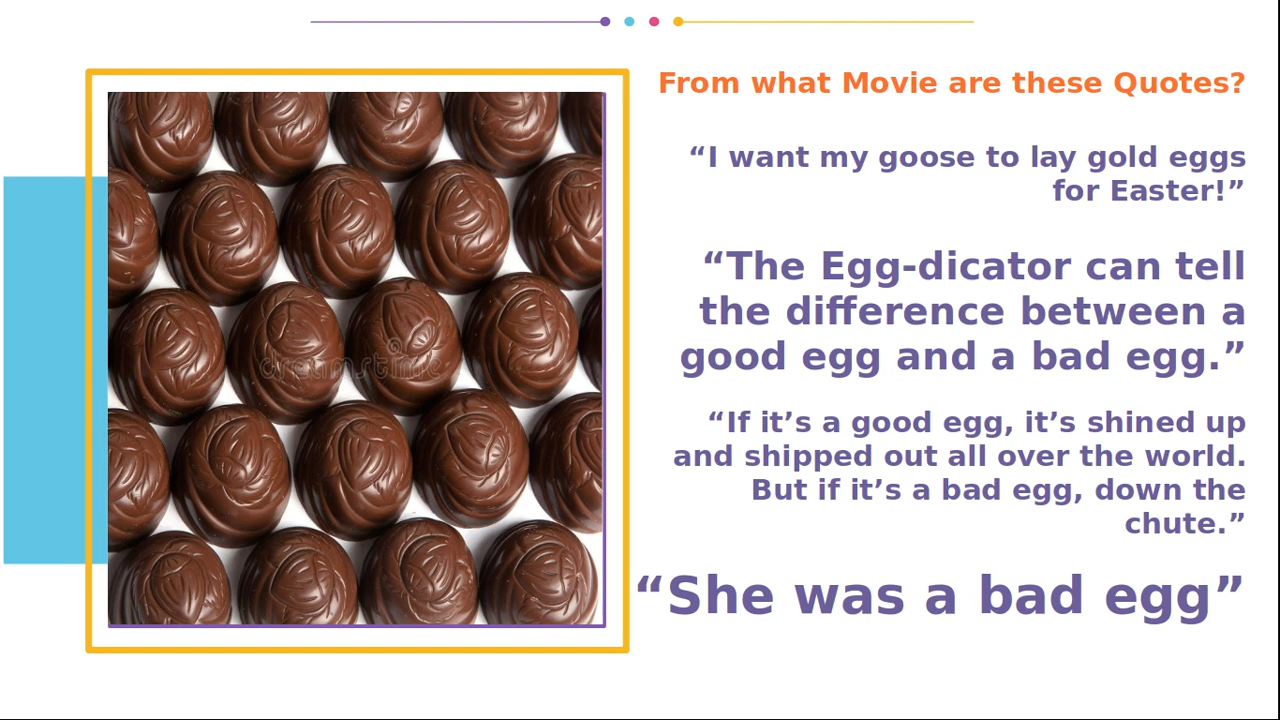 From what Movie are these Quotes?
“I want my goose to lay gold eggs
for Easter!”
“The Egg-dicator can tell
the difference between a
good egg and a bad egg.”
“If it’s a good egg, it’s shined up
and shipped out all over the world.
But if it’s a bad egg, down the
chute.”
“She was a bad egg”
dreamstime